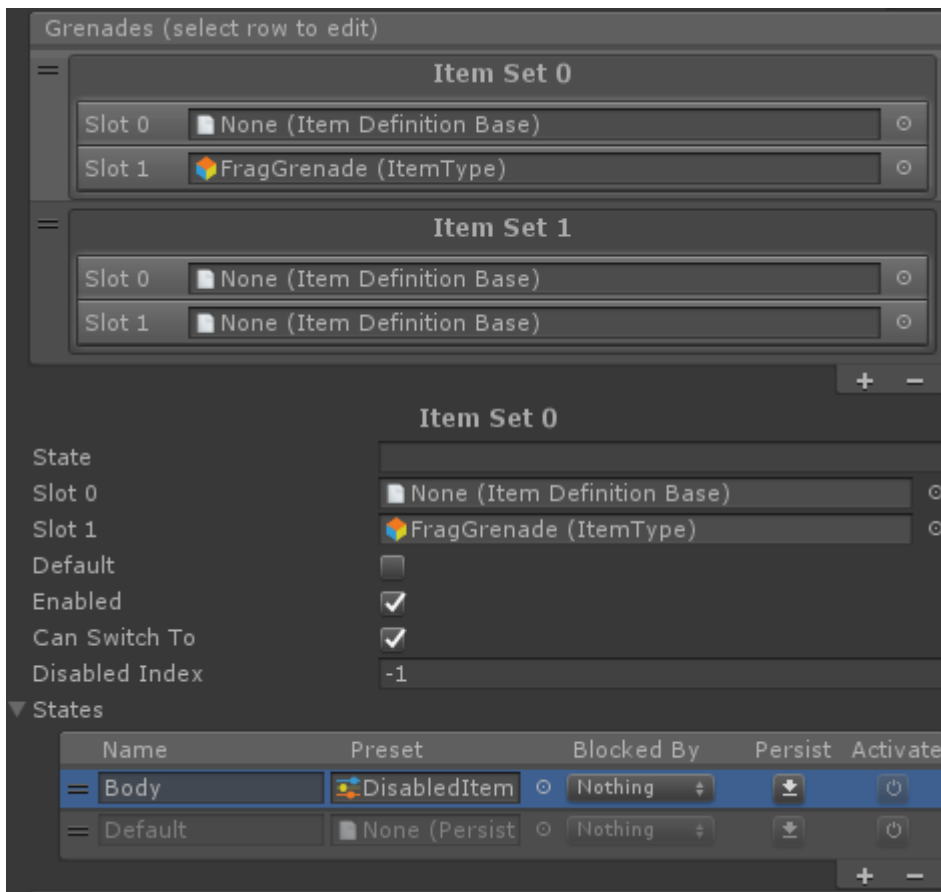 Grenades (select row to edit)
Item Set 0
Slot 0 None (Item Definition Base)
Slot 1 FragGrenade (ItemType)
Item Set 1
Slot 0 None (Item Definition Base)
Slot 1 None (Item Definition Base)
+ −
Item Set 0
State
Slot 0 None (Item Definition Base)
Slot 1 FragGrenade (ItemType)
Default
Enabled
Can Switch To
Disabled Index -1
States
Name Preset Blocked By Persist Activate
Body DisabledItem Nothing
Default None (Persist Nothing
+ −